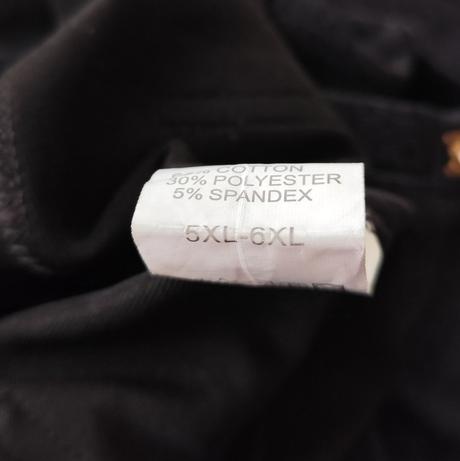 COTTON
30% POLYESTER
5% SPANDEX
5XL-6XL